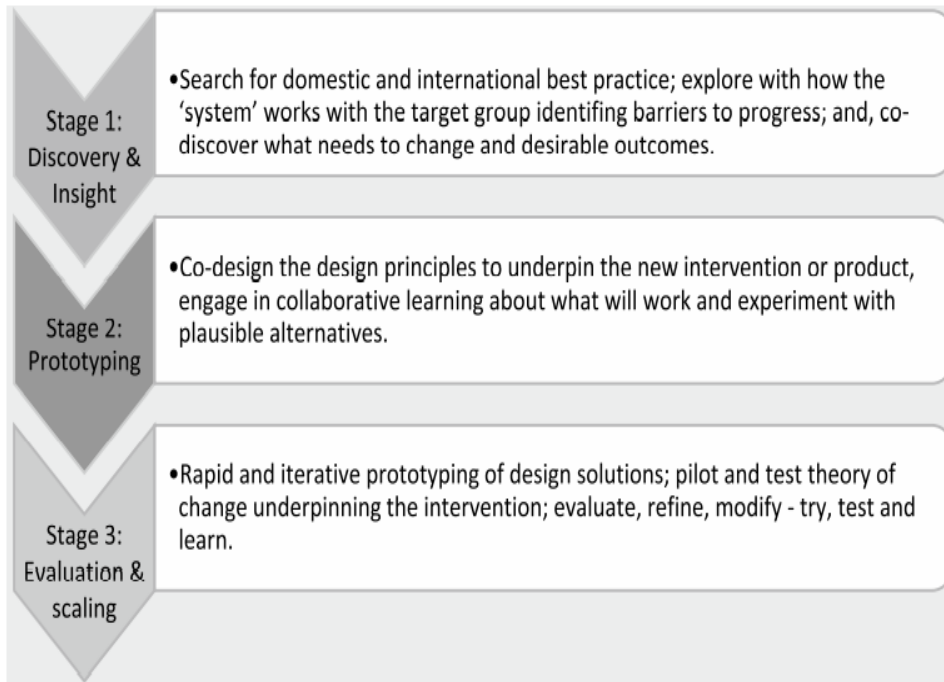 Stage 1:
Discovery &
Insight
•Search for domestic and international best practice; explore with how the
'system' works with the target group identifing barriers to progress; and, co-
discover what needs to change and desirable outcomes.
Stage 2:
Prototyping
•Co-design the design principles to underpin the new intervention or product,
engage in collaborative learning about what will work and experiment with
plausible alternatives.
Stage 3:
Evaluation &
scaling
•Rapid and iterative prototyping of design solutions; pilot and test theory of
change underpinning the intervention; evaluate, refine, modify - try, test and
learn.